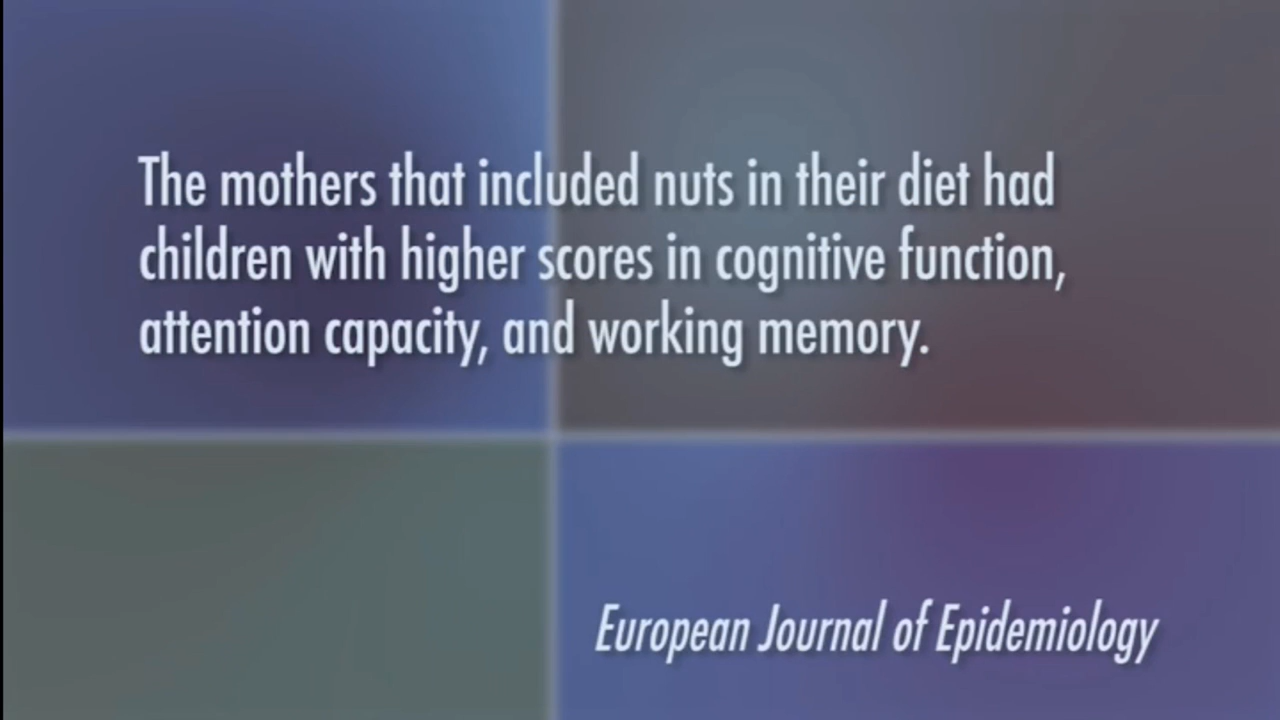 The mothers that included nuts in their diet had
children with higher scores in cognitive function,
attention capacity, and working memory.
European Journal of Epidemiology